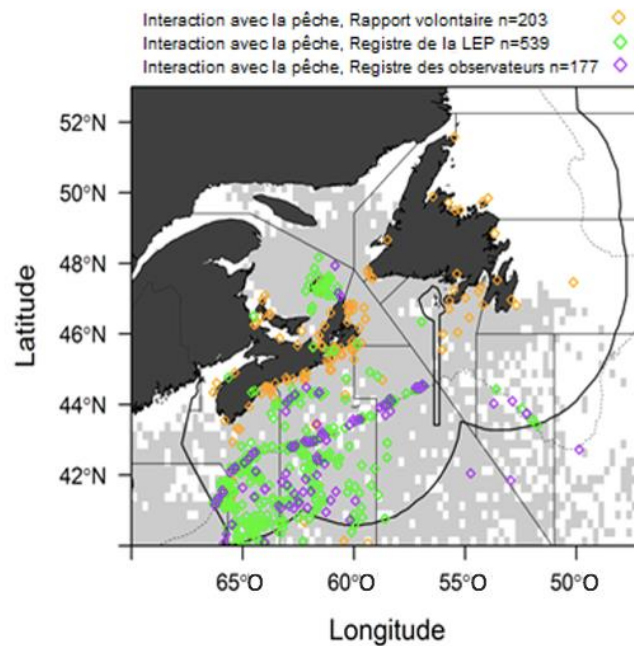 Interaction avec la pêche, Rapport volontaire n=203
Interaction avec la pêche, Registre de la LEP n=539
Interaction avec la pêche, Registre des observateurs n=177
52°N
50°N
48°N
46°N
44°N
42°N
Latitude
65°O 60°O 55°O 50°O
Longitude